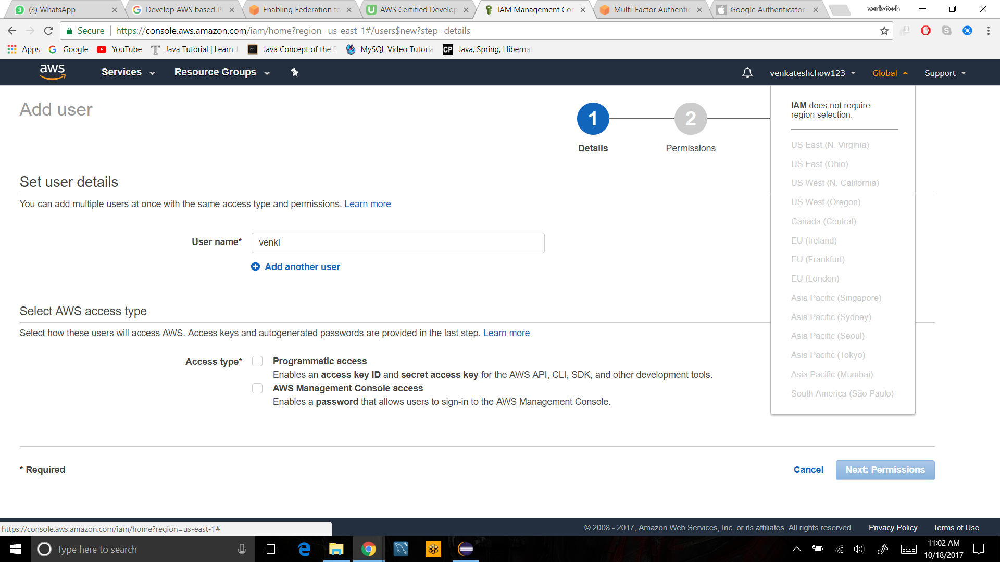 (3) WhatsApp
Develop AWS based P
Enabling Federation to
AWS Certified Develop
IAM Management Con
Multi-Factor Authentic
Google Authenticator
venkatesh
Secure
https://console.aws.amazon.com/iam/home?region=us-east-1#/users$new?step=details
Apps
Google
YouTube
Java Tutorial | Learn J
Java Concept of the D
MySQL Video Tutoria
CP Java, Spring, Hibernat
aws
Services
Resource Groups
venkateshchow123
Global
Support
Add user
1
2
Details
Permissions
IAM does not require
region selection.
US East (N. Virginia)
US East (Ohio)
US West (N. California)
US West (Oregon)
Canada (Central)
EU (Ireland)
EU (Frankfurt)
EU (London)
Asia Pacific (Singapore)
Asia Pacific (Sydney)
Asia Pacific (Seoul)
Asia Pacific (Tokyo)
Asia Pacific (Mumbai)
South America (São Paulo)
Set user details
You can add multiple users at once with the same access type and permissions. Learn more
User name*
venki
Add another user
Select AWS access type
Select how these users will access AWS. Access keys and autogenerated passwords are provided in the last step. Learn more
Access type*
Programmatic access
Enables an access key ID and secret access key for the AWS API, CLI, SDK, and other development tools.
AWS Management Console access
Enables a password that allows users to sign-in to the AWS Management Console.
* Required
Cancel
Next: Permissions
https://console.aws.amazon.com/iam/home?region=us-east-1#
© 2008 - 2017, Amazon Web Services, Inc. or its affiliates. All rights reserved.
Privacy Policy
Terms of Use
Type here to search
11:02 AM
10/18/2017